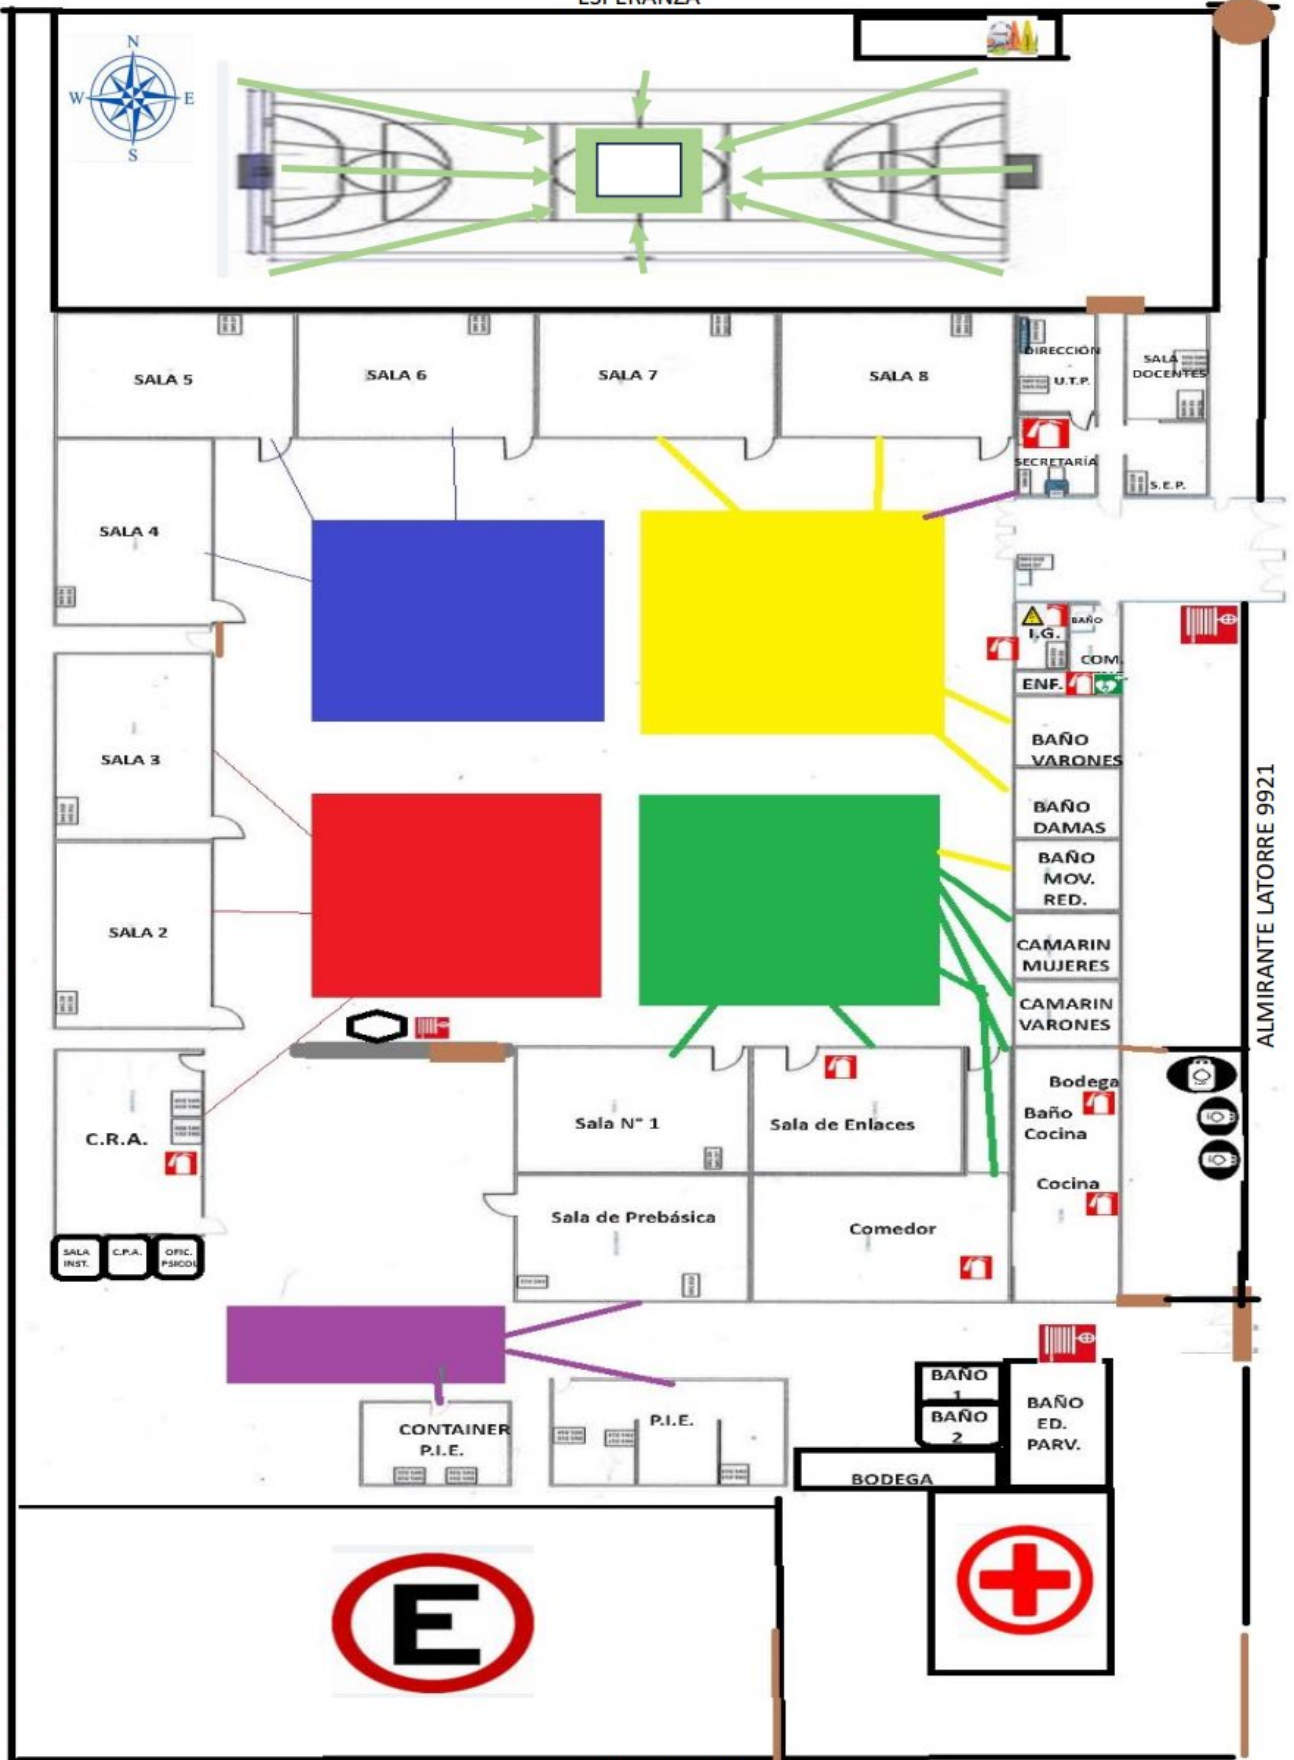 ESPERANZA
N
W
E
S
SALA 5
SALA 6
SALA 7
SALA 8
DIRECCIÓN
U.T.P.
SALA
DOCENTES
SECRETARÍA
S.E.P.
SALA 4
I.G.
BAÑO
COM.
ENF.
BAÑO
VARONES
SALA 3
BAÑO
DAMAS
BAÑO
MOV.
RED.
ALMIRANTE LATORRE 9921
SALA 2
CAMARIN
MUJERES
CAMARIN
VARONES
C.R.A.
Sala N° 1
Sala de Enlaces
Bodega
Baño
Cocina
Cocina
Sala de Prebásica
Comedor
SALA
INST.
C.P.A.
OFIC.
PSICOL
CONTAINER
P.I.E.
P.I.E.
BAÑO
1
BAÑO
2
BAÑO
ED.
PARV.
BODEGA
E